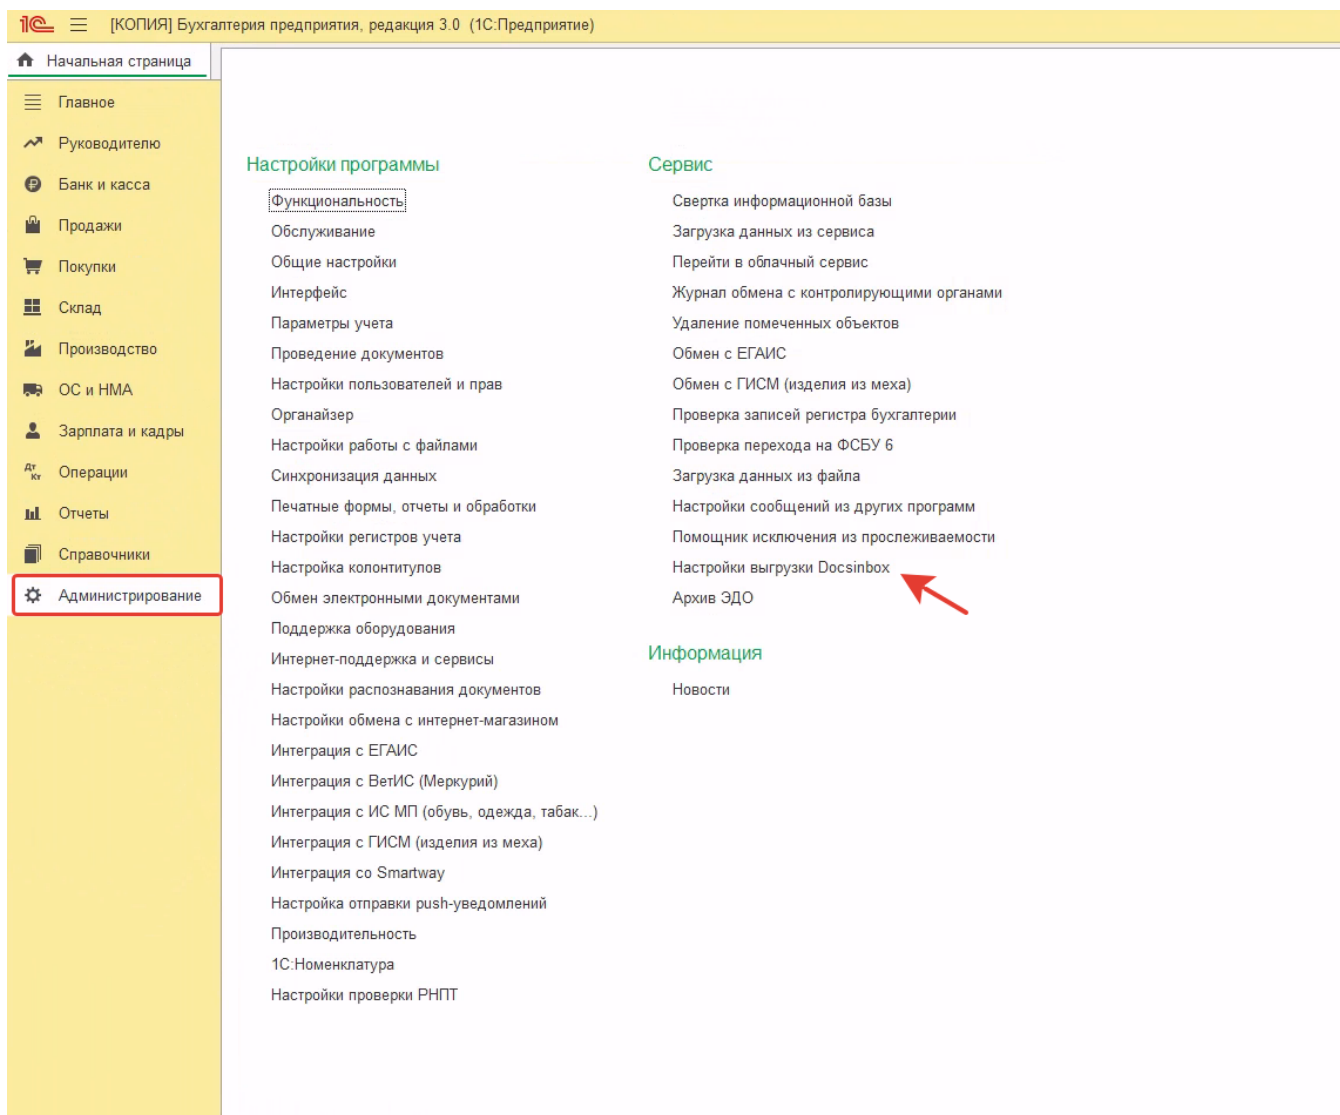 1С [КОПИЯ] Бухгалтерия предприятия, редакция 3.0 (1С:Предприятие)
Начальная страница
Главное
Руководителю
Банк и касса
Продажи
Покупки
Склад
Производство
ОС и НМА
Зарплата и кадры
Дт Кт Операции
Отчеты
Справочники
Администрирование
Настройки программы
Функциональность
Обслуживание
Общие настройки
Интерфейс
Параметры учета
Проведение документов
Настройки пользователей и прав
Органайзер
Настройки работы с файлами
Синхронизация данных
Печатные формы, отчеты и обработки
Настройки регистров учета
Настройка колонтитулов
Обмен электронными документами
Поддержка оборудования
Интернет-поддержка и сервисы
Настройки распознавания документов
Настройки обмена с интернет-магазином
Интеграция с ЕГАИС
Интеграция с ВетИС (Меркурий)
Интеграция с ИС МП (обувь, одежда, табак...)
Интеграция с ГИСМ (изделия из меха)
Интеграция со Smartway
Настройка отправки push-уведомлений
Производительность
1С:Номенклатура
Настройки проверки РНПТ
Сервис
Свертка информационной базы
Загрузка данных из сервиса
Перейти в облачный сервис
Журнал обмена с контролирующими органами
Удаление помеченных объектов
Обмен с ЕГАИС
Обмен с ГИСМ (изделия из меха)
Проверка записей регистра бухгалтерии
Проверка перехода на ФСБУ 6
Загрузка данных из файла
Настройки сообщений из других программ
Помощник исключения из прослеживаемости
Настройки выгрузки Docsinbox
Архив ЭДО
Информация
Новости